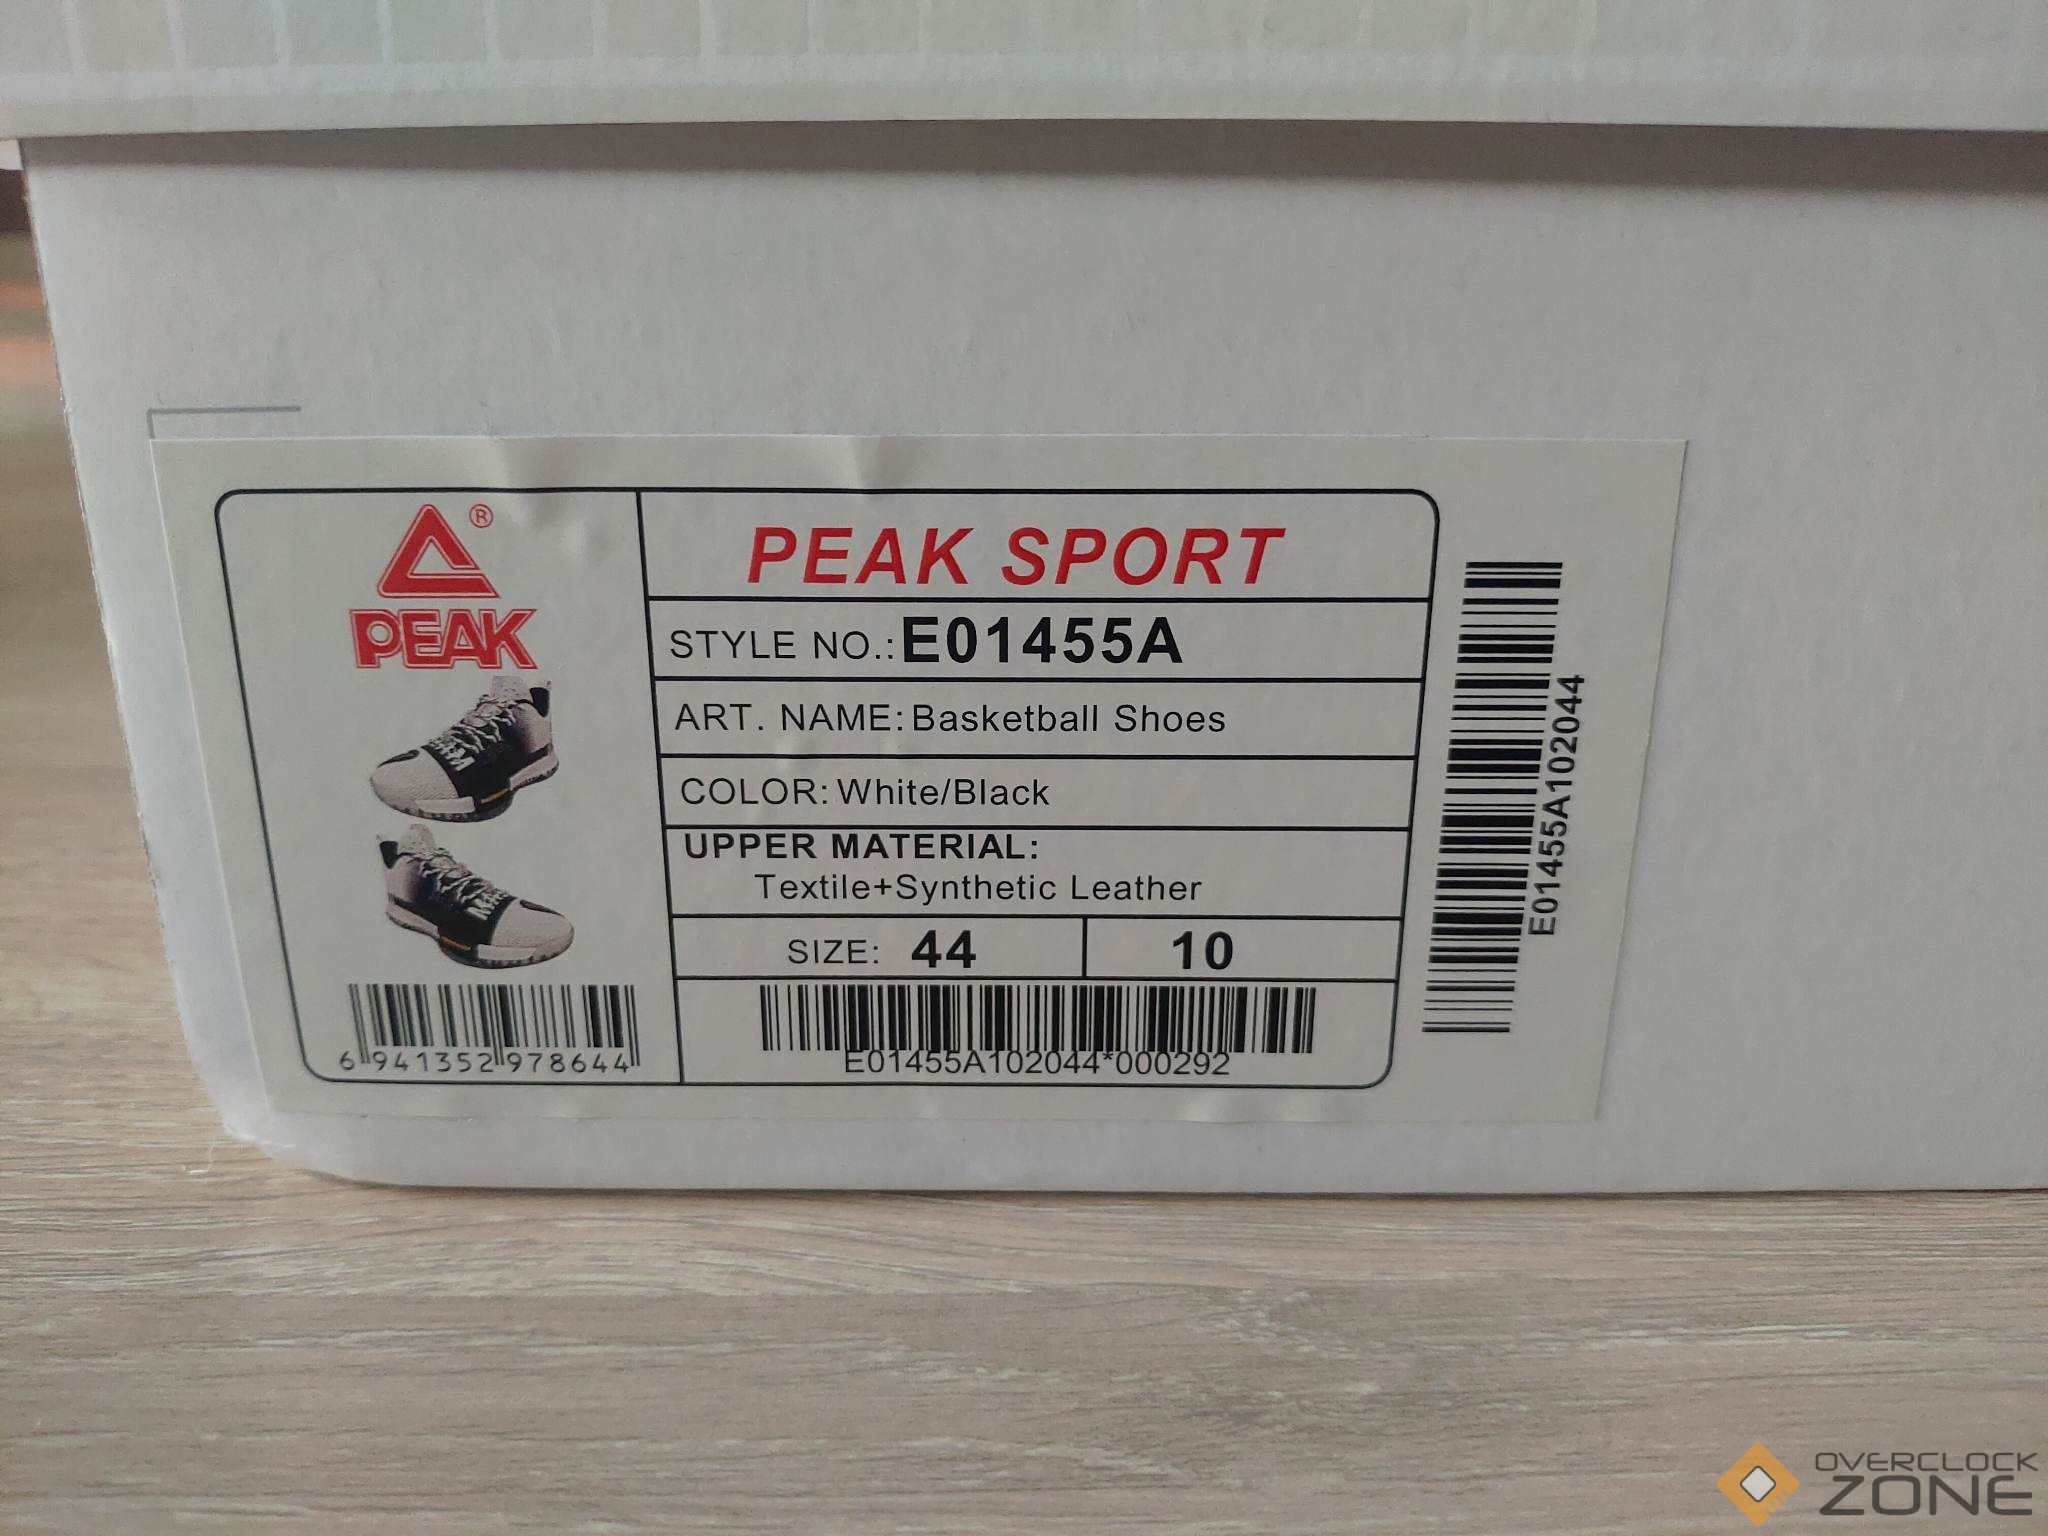 ®
PEAK
6 941352 978644
PEAK SPORT
STYLE NO.: E01455A
ART. NAME: Basketball Shoes
COLOR: White/Black
UPPER MATERIAL:
Textile+Synthetic Leather
SIZE: 44 10
E01455A102044*000292
E01455A102044
OVERCLOCK
ZONE